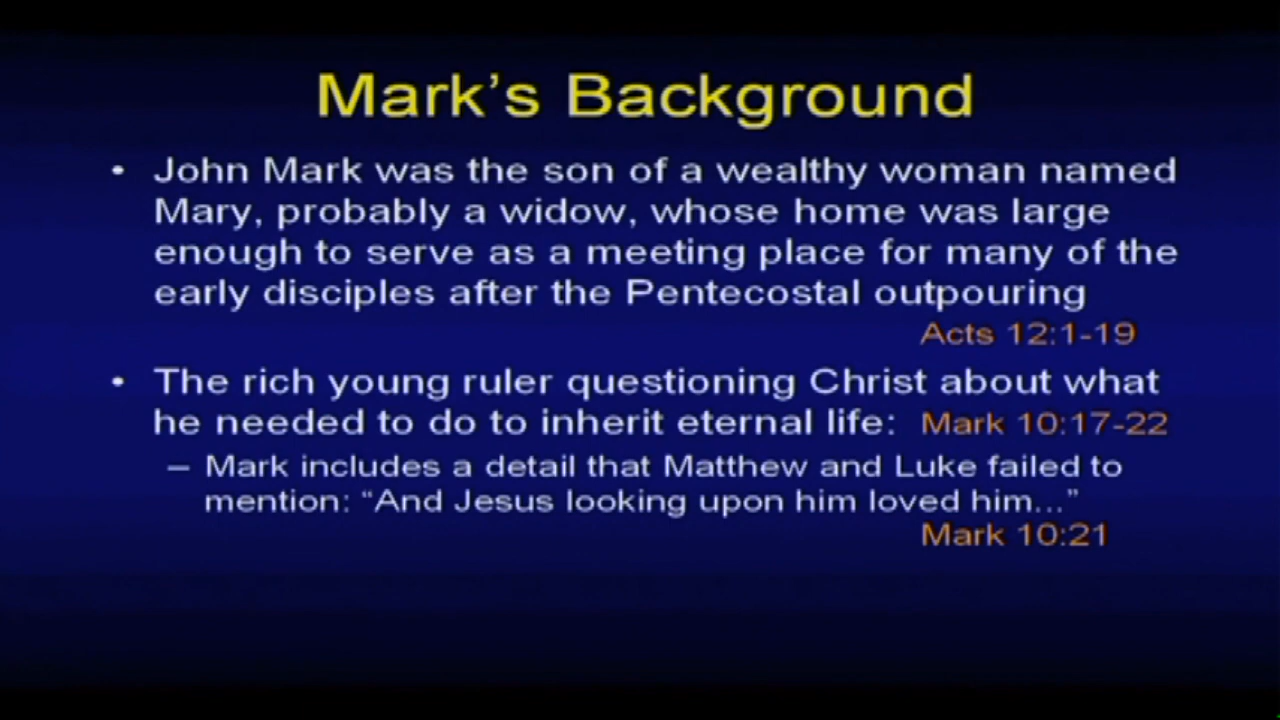 Mark's Background
• John Mark was the son of a wealthy woman named
Mary, probably a widow, whose home was large
enough to serve as a meeting place for many of the
early disciples after the Pentecostal outpouring
Acts 12:1-19
• The rich young ruler questioning Christ about what
he needed to do to inherit eternal life: Mark 10:17-22
– Mark includes a detail that Matthew and Luke failed to
mention: “And Jesus looking upon him loved him...”
Mark 10:21